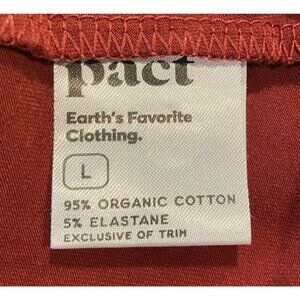 pact
Earth's Favorite
Clothing.
L
95% ORGANIC COTTON
5% ELASTANE
EXCLUSIVE OF TRIM